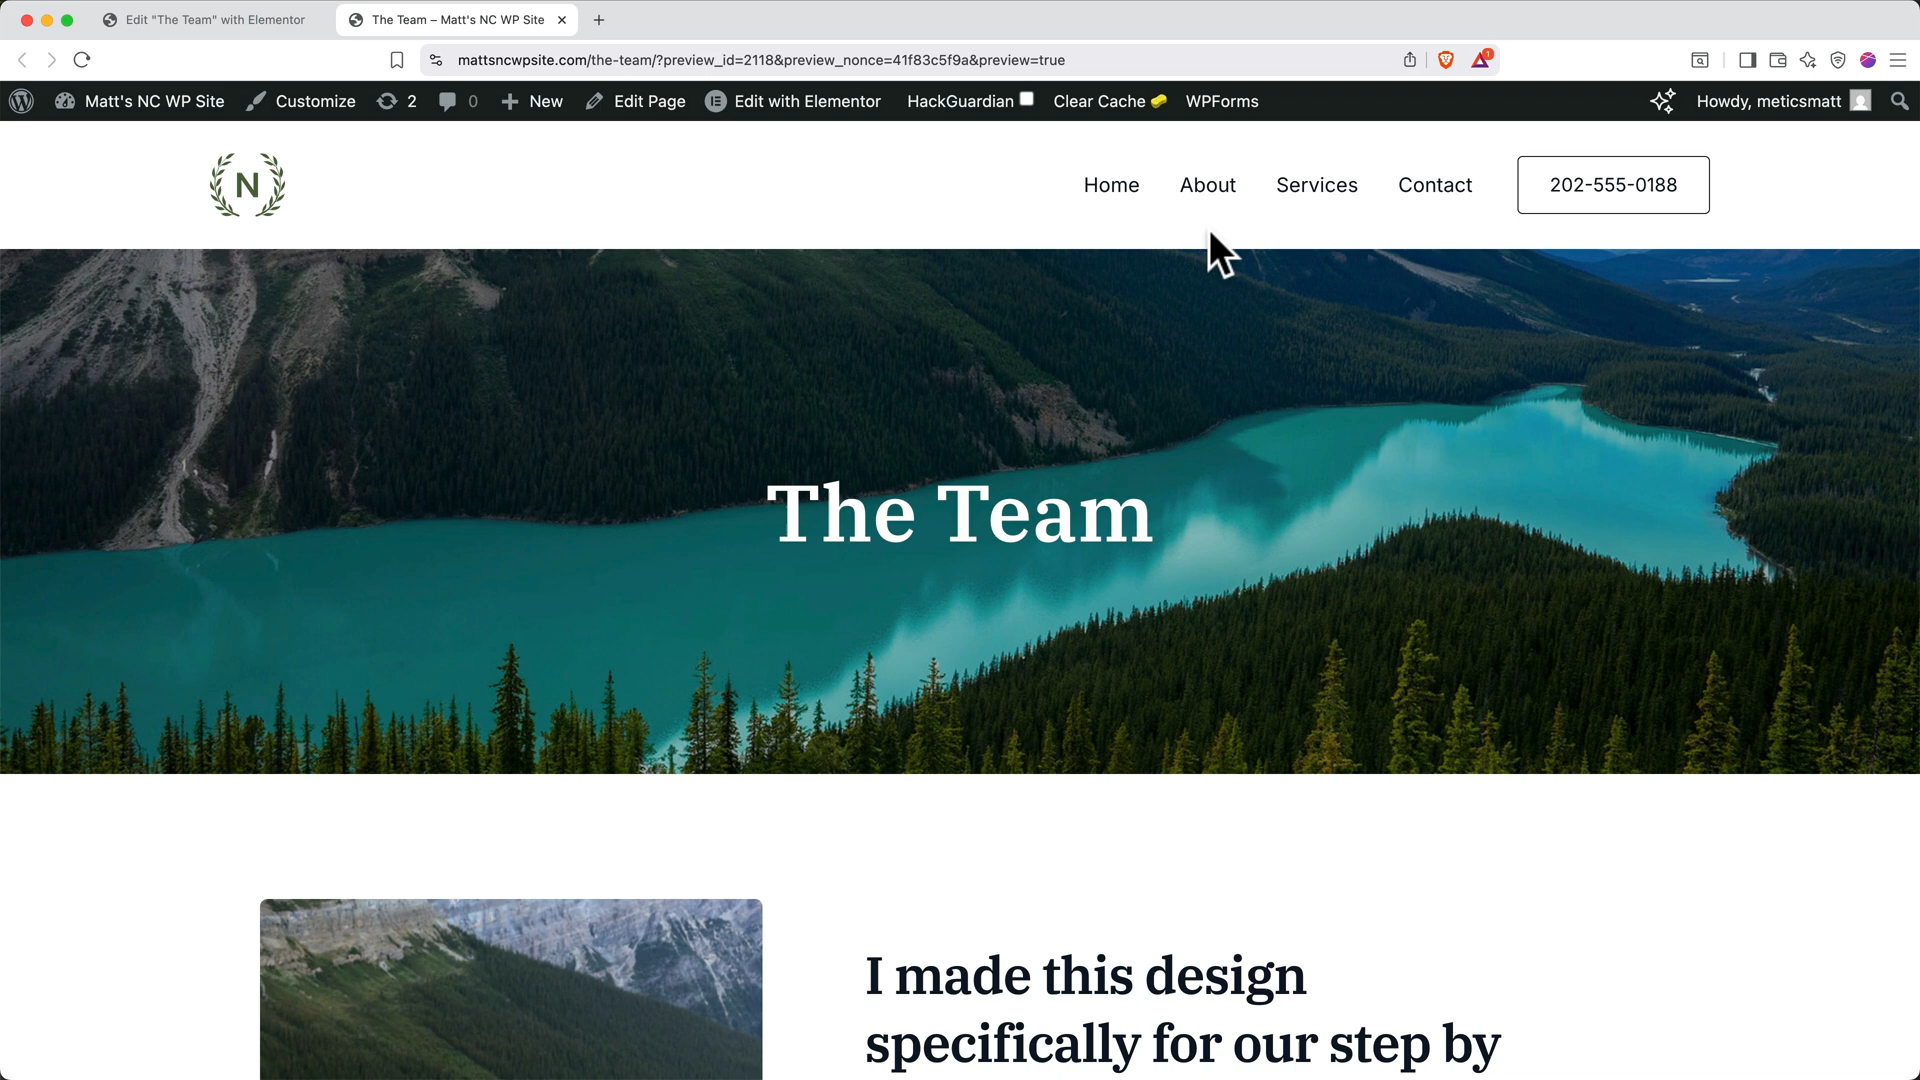 Edit "The Team" with Elementor
The Team – Matt's NC WP Site
mattsncwpsite.com/the-team/?preview_id=2118&preview_nonce=41f83c5f9a&preview=true
1
Matt's NC WP Site Customize 2 0 New Edit Page Edit with Elementor HackGuardian Clear Cache WPForms Howdy, meticsmatt
N
Home About Services Contact 202-555-0188
The Team
I made this design
specifically for our step by